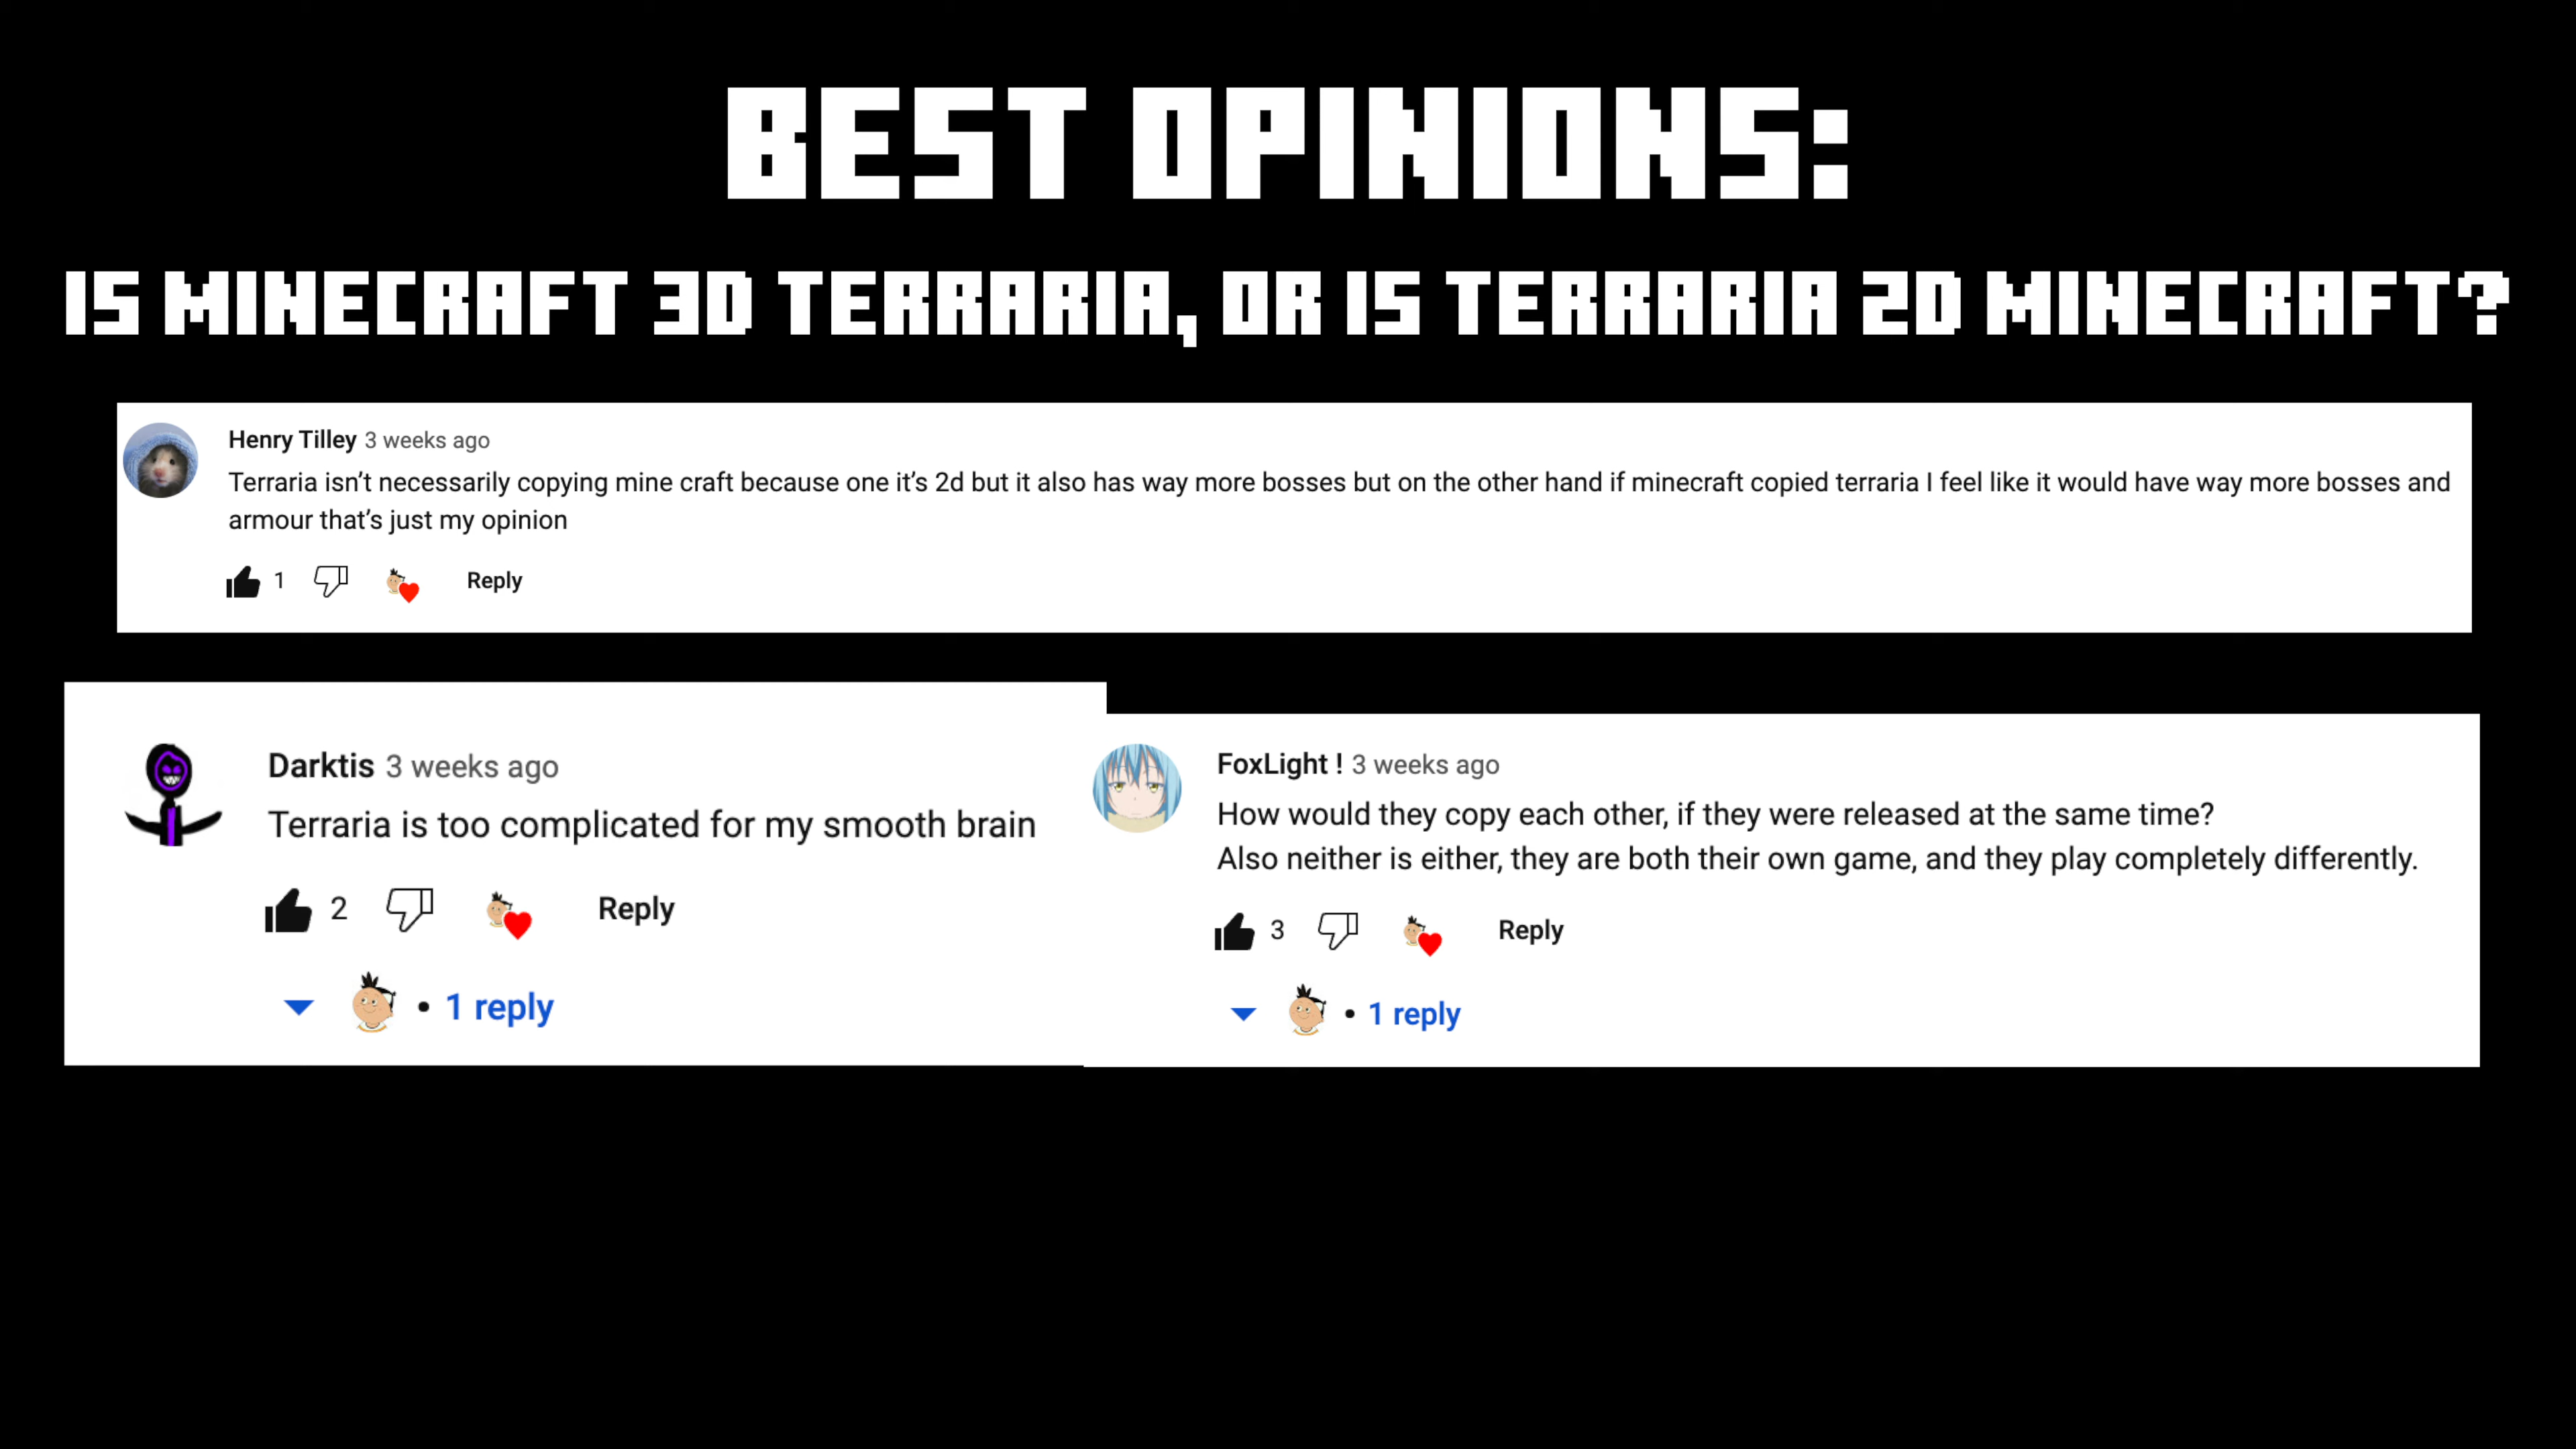 BEST OPINIONS:
IS MINECRAFT 3D TERRARIA, OR IS TERRARIA 2D MINECRAFT?
Henry Tilley 3 weeks ago
Terraria isn't necessarily copying mine craft because one it's 2d but it also has way more bosses but on the other hand if minecraft copied terraria I feel like it would have way more bosses and
armour that's just my opinion
1 Reply
Darktis 3 weeks ago
Terraria is too complicated for my smooth brain
2 Reply
• 1 reply
FoxLight ! 3 weeks ago
How would they copy each other, if they were released at the same time?
Also neither is either, they are both their own game, and they play completely differently.
3 Reply
• 1 reply